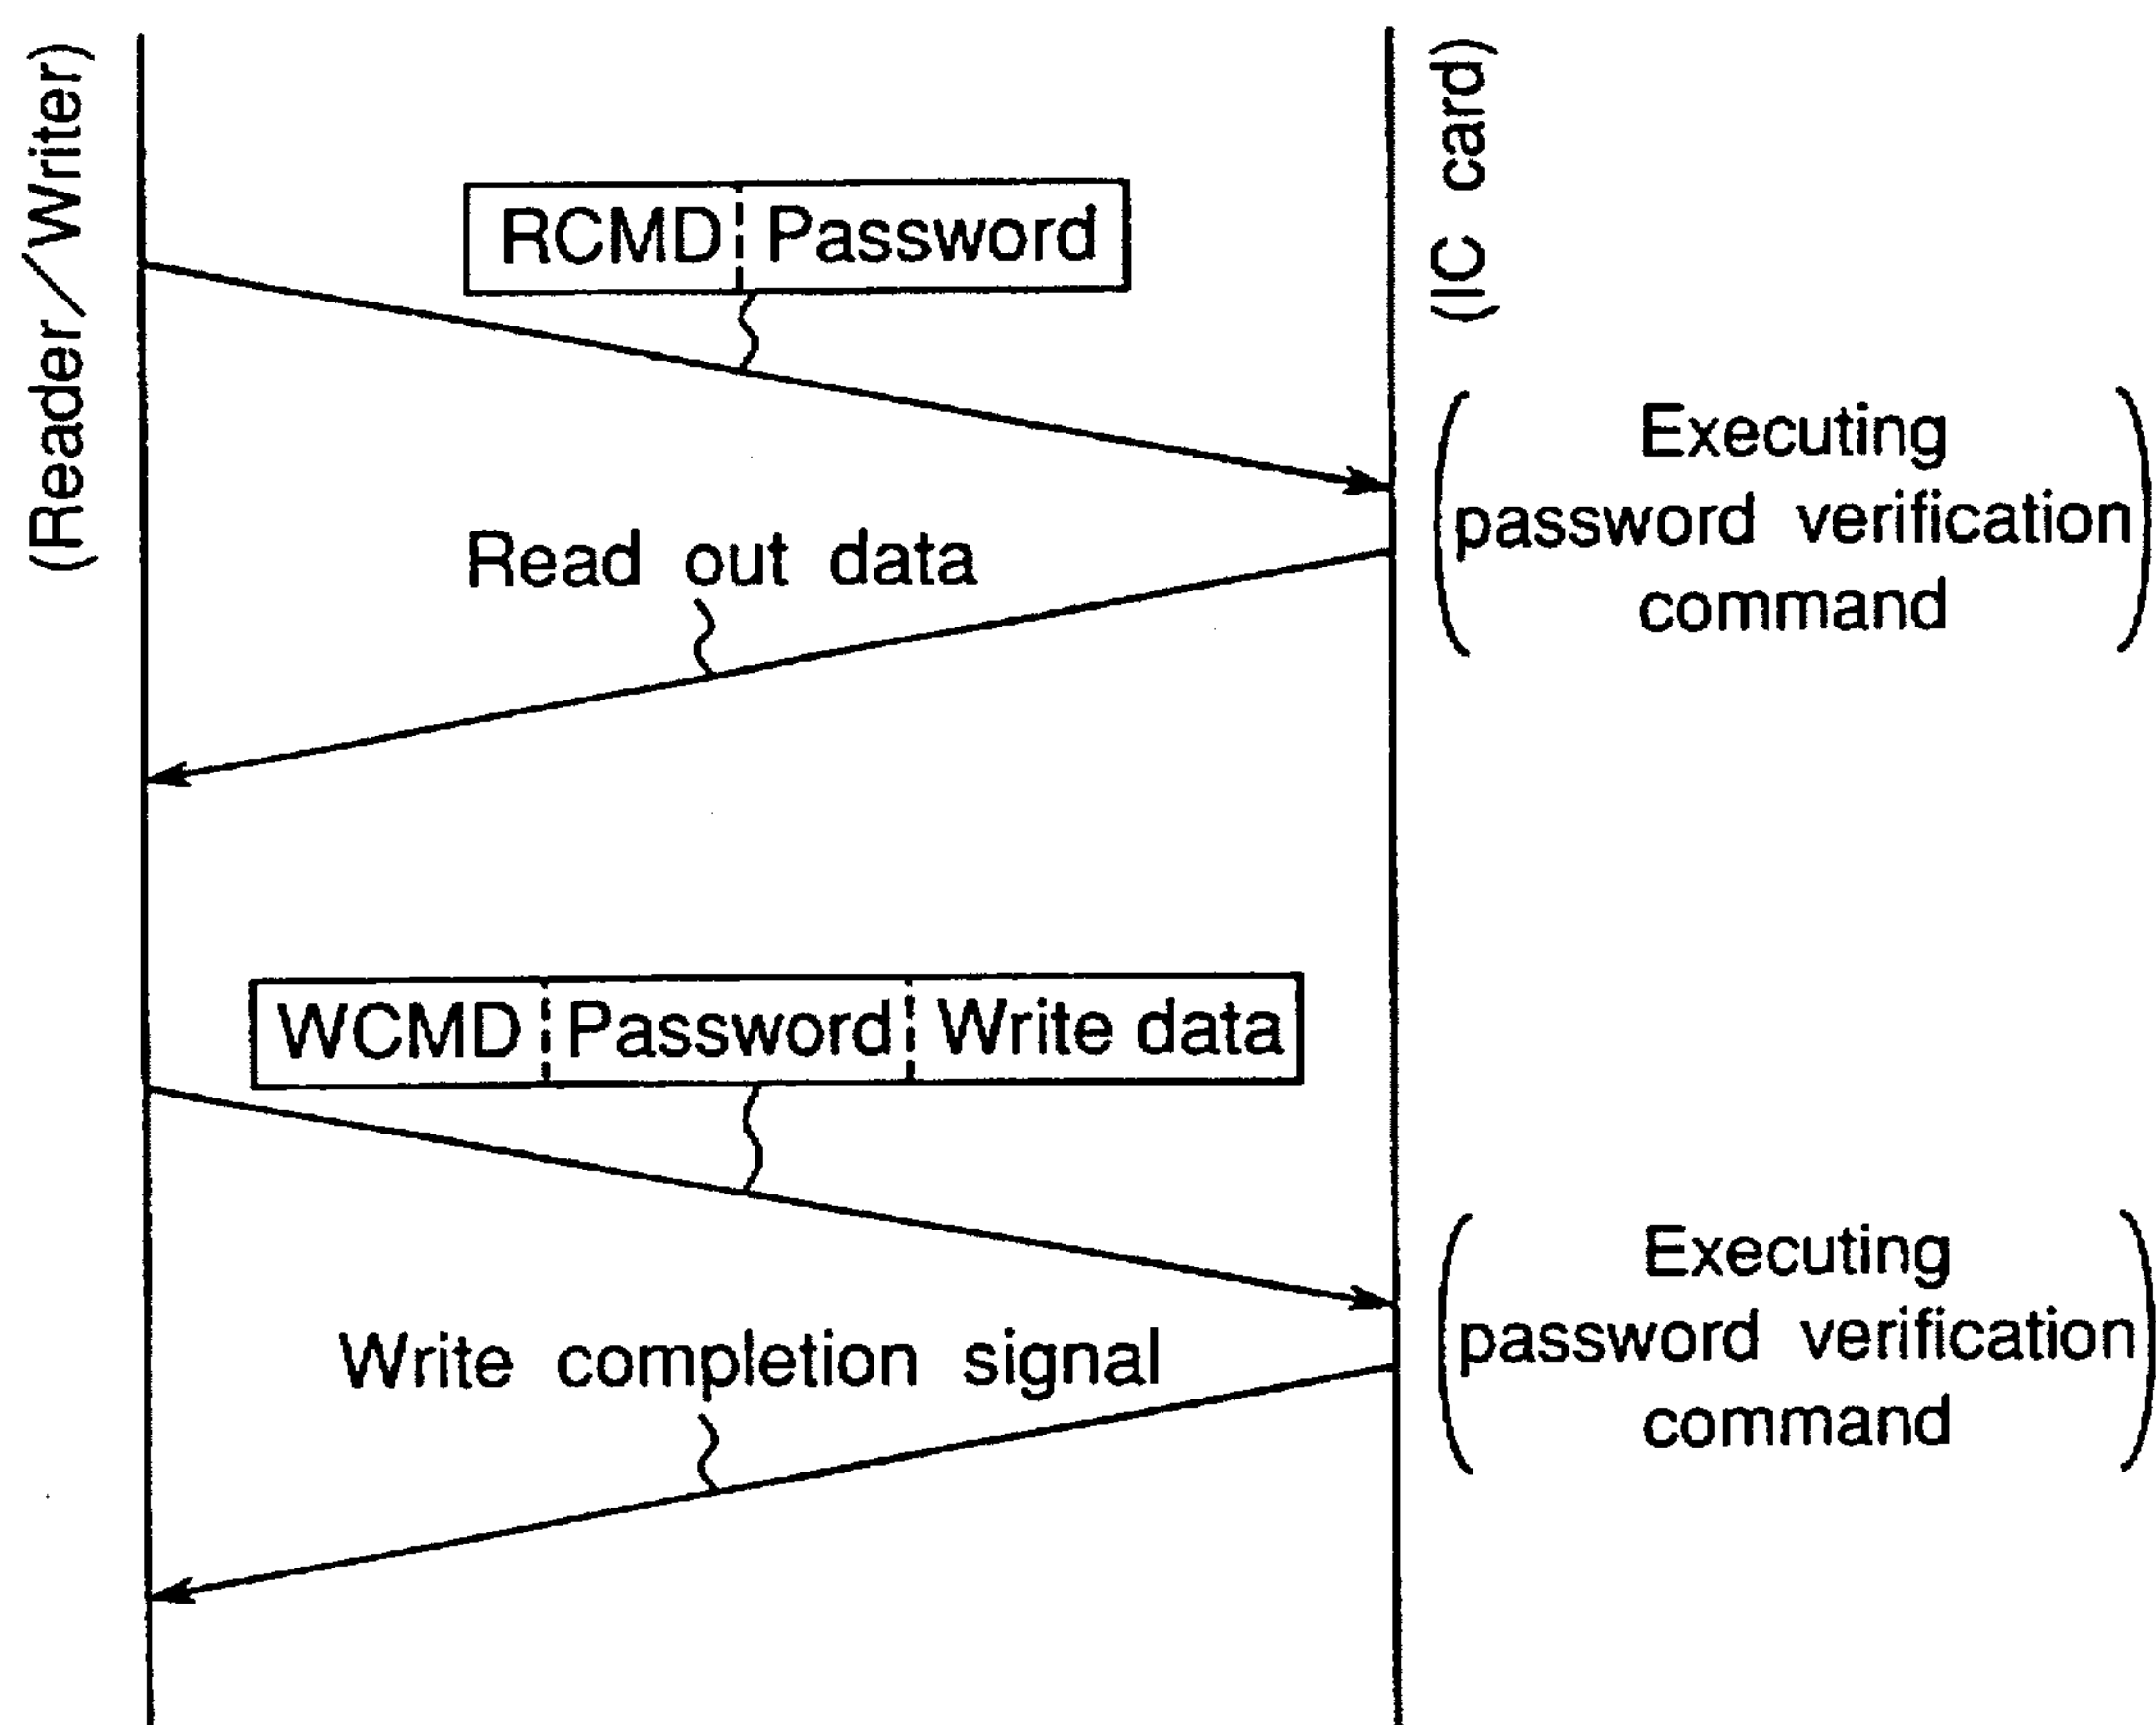 (Reader/Writer)
(IC card)
RCMD Password
Executing
password verification
command
Read out data
WCMD Password Write data
Executing
password verification
command
Write completion signal